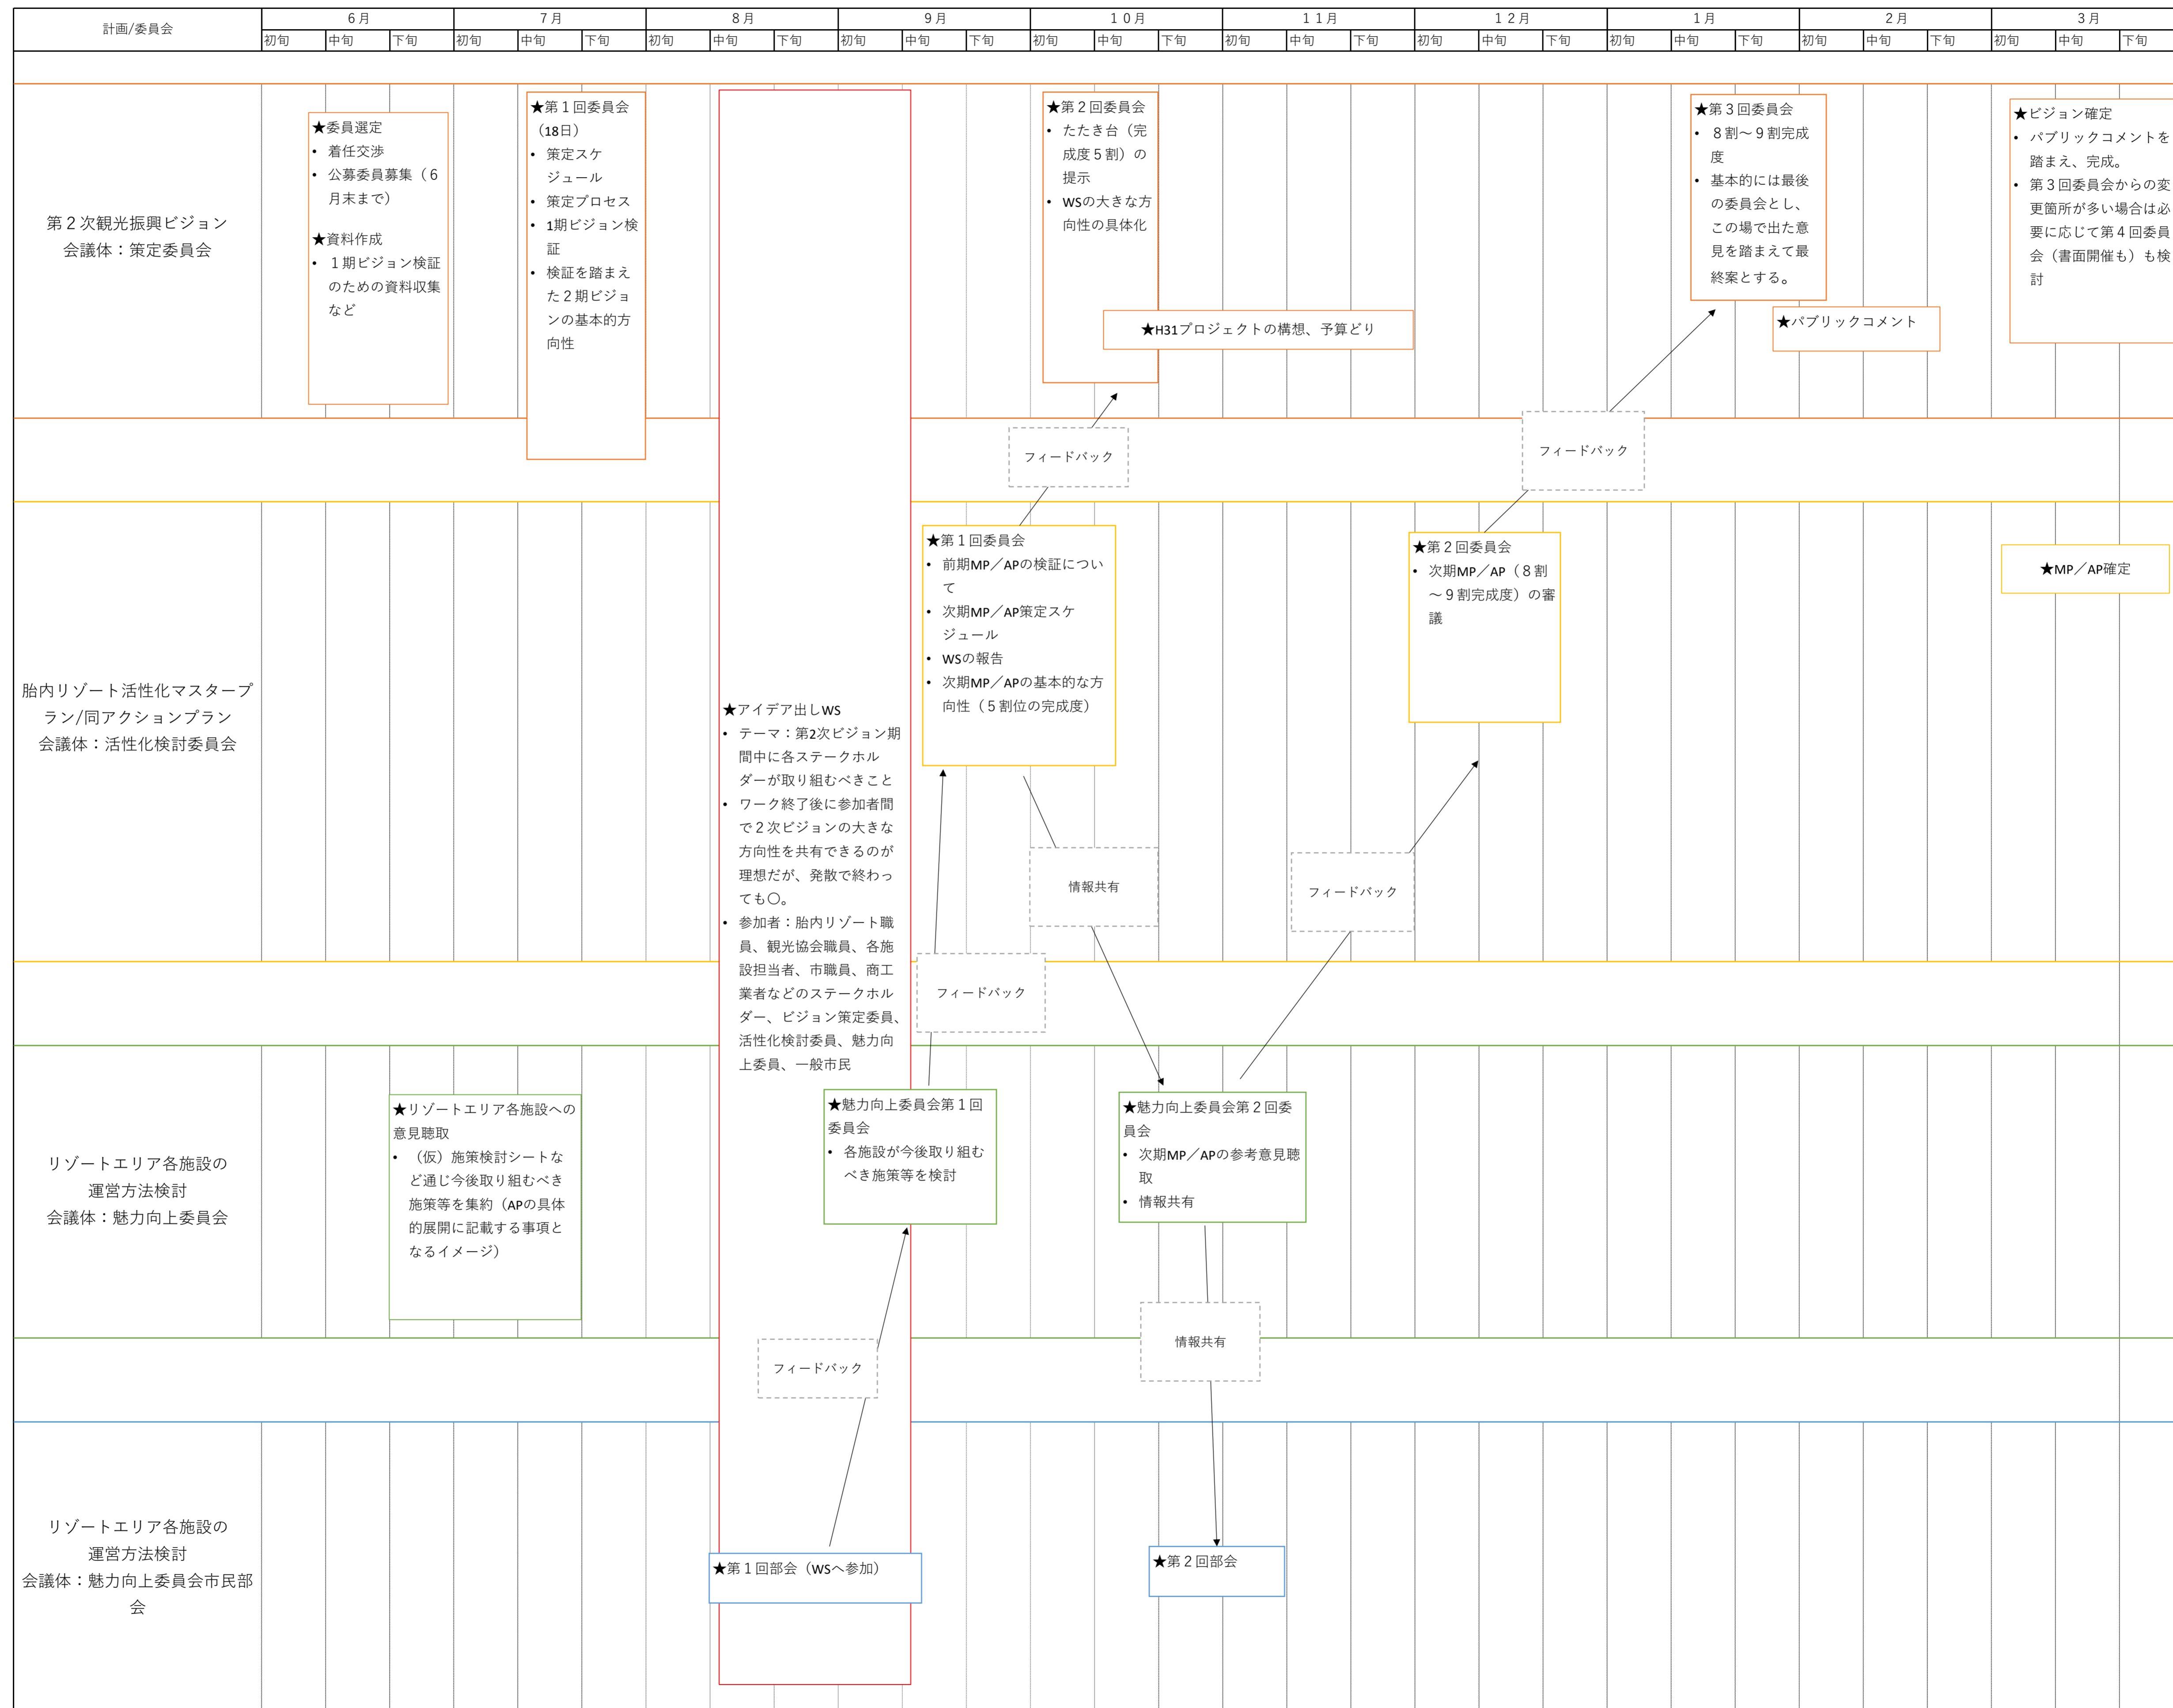 計画/委員会
６月
７月
８月
９月
１０月
１１月
１２月
１月
２月
３月
初旬
中旬
下旬
初旬
中旬
下旬
初旬
中旬
下旬
初旬
中旬
下旬
初旬
中旬
下旬
初旬
中旬
下旬
初旬
中旬
下旬
初旬
中旬
下旬
初旬
中旬
下旬
初旬
中旬
下旬
第２次観光振興ビジョン
会議体：策定委員会
★委員選定
• 着任交渉
• 公募委員募集（６
月末まで）
★資料作成
• １期ビジョン検証
のための資料収集
など
★第１回委員会
（18日）
• 策定スケ
ジュール
• 策定プロセス
• 1期ビジョン検
証
• 検証を踏まえ
た２期ビジョ
ンの基本的方
向性
★第２回委員会
• たたき台（完
成度５割）の
提示
• WSの大きな方
向性の具体化
★H31プロジェクトの構想、予算どり
★第３回委員会
• ８割～９割完成
度
• 基本的には最後
の委員会とし、
この場で出た意
見を踏まえて最
終案とする。
★パブリックコメント
★ビジョン確定
• パブリックコメントを
踏まえ、完成。
• 第３回委員会からの変
更箇所が多い場合は必
要に応じて第４回委員
会（書面開催も）も検
討
フィードバック
フィードバック
胎内リゾート活性化マスタープ
ラン/同アクションプラン
会議体：活性化検討委員会
★アイデア出しWS
• テーマ：第2次ビジョン期
間中に各ステークホル
ダーが取り組むべきこと
• ワーク終了後に参加者間
で２次ビジョンの大きな
方向性を共有できるのが
理想だが、発散で終わっ
ても〇。
• 参加者：胎内リゾート職
員、観光協会職員、各施
設担当者、市職員、商工
業者などのステークホル
ダー、ビジョン策定委員、
活性化検討委員、魅力向
上委員、一般市民
★第１回委員会
• 前期MP／APの検証につい
て
• 次期MP／AP策定スケ
ジュール
• WSの報告
• 次期MP／APの基本的な方
向性（５割位の完成度）
★第２回委員会
• 次期MP／AP（８割
～９割完成度）の審
議
★MP／AP確定
情報共有
フィードバック
フィードバック
リゾートエリア各施設の
運営方法検討
会議体：魅力向上委員会
★リゾートエリア各施設への
意見聴取
• （仮）施策検討シートな
ど通じ今後取り組むべき
施策等を集約（APの具体
的展開に記載する事項と
なるイメージ）
★魅力向上委員会第１回
委員会
• 各施設が今後取り組む
べき施策等を検討
★魅力向上委員会第２回委
員会
• 次期MP／APの参考意見聴
取
• 情報共有
フィードバック
情報共有
リゾートエリア各施設の
運営方法検討
会議体：魅力向上委員会市民部
会
★第１回部会（WSへ参加）
★第２回部会